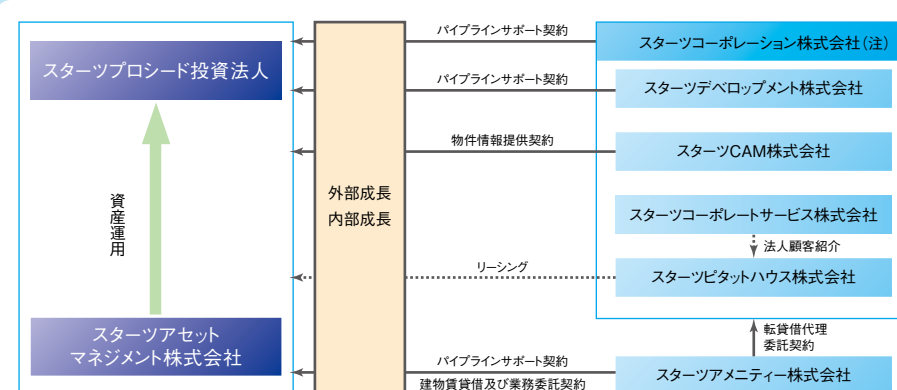 スターツプロシード投資法人
資産運用
スターツアセット
マネジメント株式会社
外部成長
内部成長
パイプラインサポート契約
パイプラインサポート契約
物件情報提供契約
リーシング
パイプラインサポート契約
建物賃貸借及び業務委託契約
スターツコーポレーション株式会社(注)
スターツデベロップメント株式会社
スターツCAM株式会社
スターツコーポレートサービス株式会社
法人顧客紹介
スターツピタットハウス株式会社
転貸借代理
委託契約
スターツアメニティー株式会社